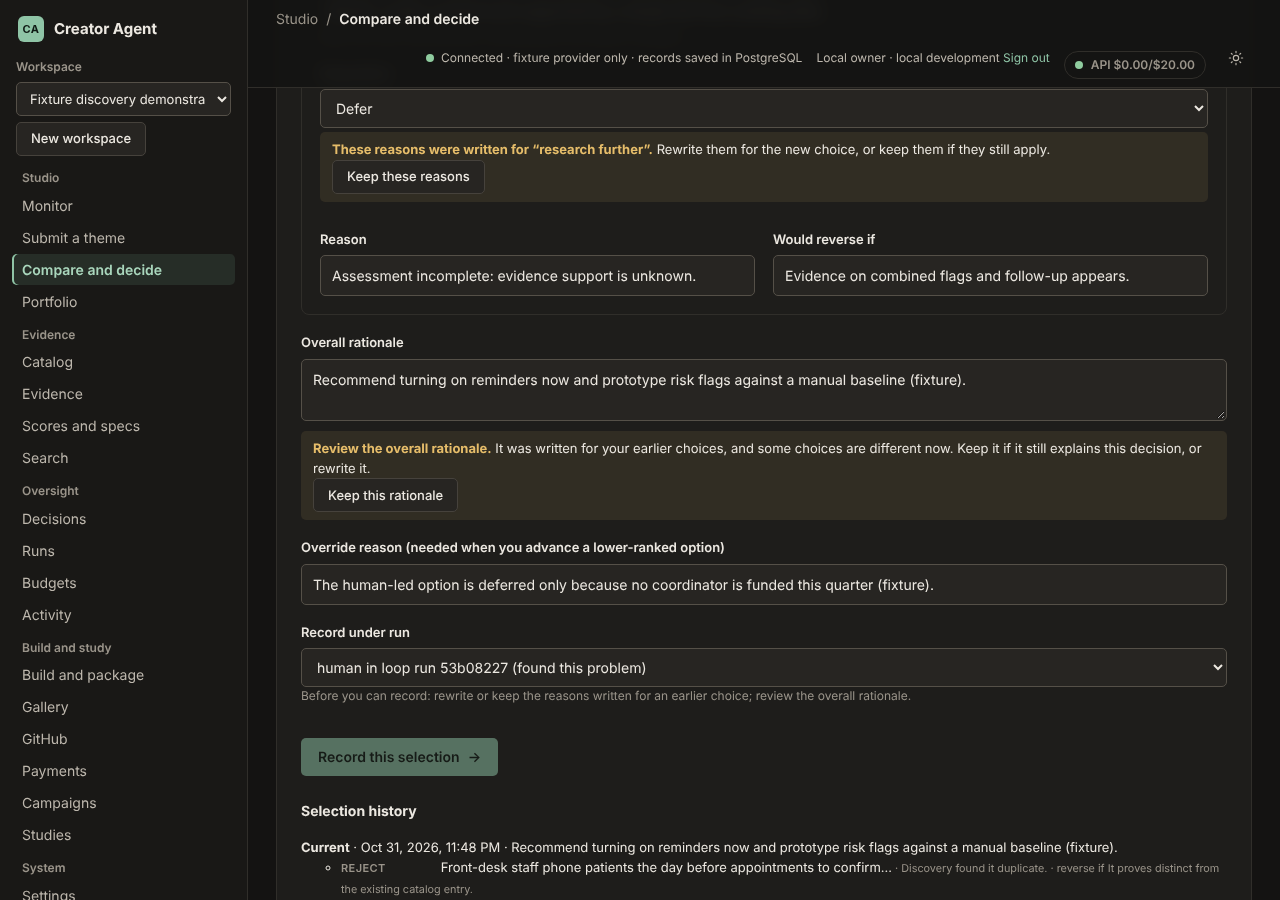 CA Creator Agent
Workspace
Fixture discovery demonstra
New workspace
Studio
Monitor
Submit a theme
Compare and decide
Portfolio
Evidence
Catalog
Evidence
Scores and specs
Search
Oversight
Decisions
Runs
Budgets
Activity
Build and study
Build and package
Gallery
GitHub
Payments
Campaigns
Studies
System
Settings
Studio / Compare and decide
Connected · fixture provider only · records saved in PostgreSQL Local owner · local development Sign out API $0.00/$20.00
Defer
These reasons were written for “research further”. Rewrite them for the new choice, or keep them if they still apply.
Keep these reasons
Reason Would reverse if
Assessment incomplete: evidence support is unknown. Evidence on combined flags and follow-up appears.
Overall rationale
Recommend turning on reminders now and prototype risk flags against a manual baseline (fixture).
Review the overall rationale. It was written for your earlier choices, and some choices are different now. Keep it if it still explains this decision, or
rewrite it.
Keep this rationale
Override reason (needed when you advance a lower-ranked option)
The human-led option is deferred only because no coordinator is funded this quarter (fixture).
Record under run
human in loop run 53b08227 (found this problem)
Before you can record: rewrite or keep the reasons written for an earlier choice; review the overall rationale.
Record this selection →
Selection history
Current · Oct 31, 2026, 11:48 PM · Recommend turning on reminders now and prototype risk flags against a manual baseline (fixture).
REJECT Front-desk staff phone patients the day before appointments to confirm… · Discovery found it duplicate. · reverse if It proves distinct from
the existing catalog entry.